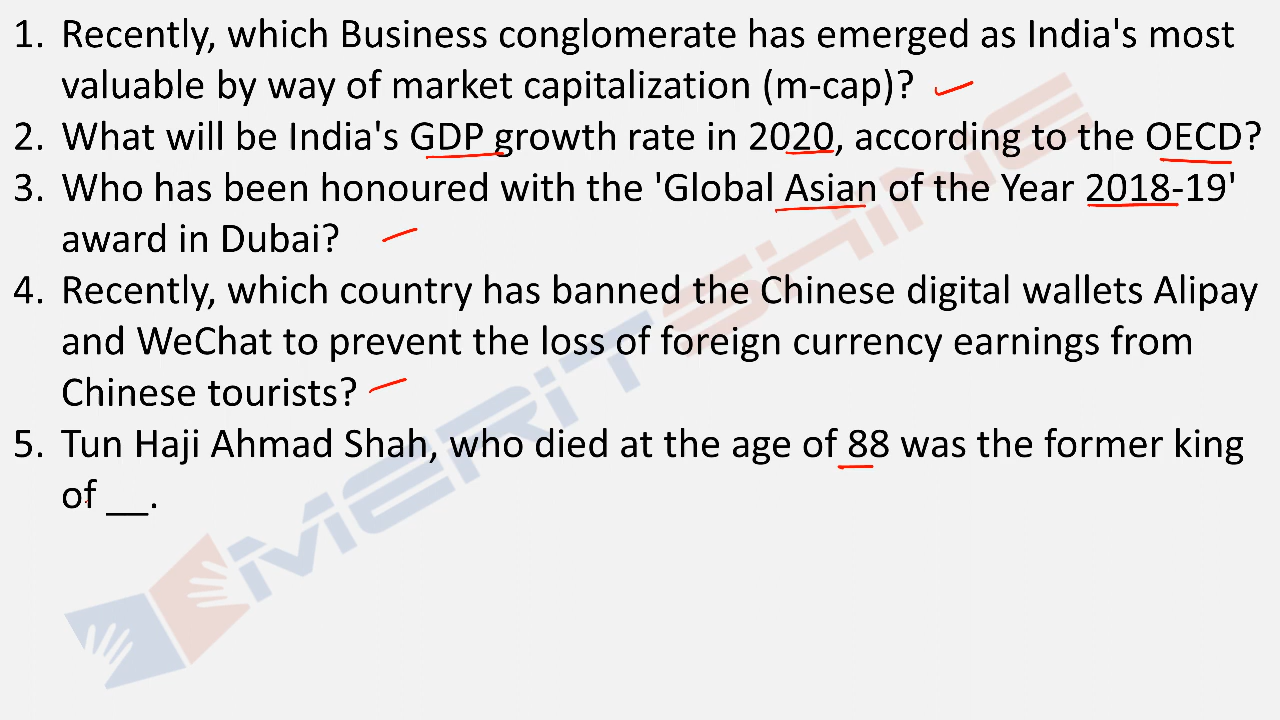 1. Recently, which Business conglomerate has emerged as India's most
valuable by way of market capitalization (m-cap)?
2. What will be India's GDP growth rate in 2020, according to the OECD?
3. Who has been honoured with the 'Global Asian of the Year 2018-19'
award in Dubai?
4. Recently, which country has banned the Chinese digital wallets Alipay
and WeChat to prevent the loss of foreign currency earnings from
Chinese tourists?
5. Tun Haji Ahmad Shah, who died at the age of 88 was the former king
of __.
MERiTSHINE